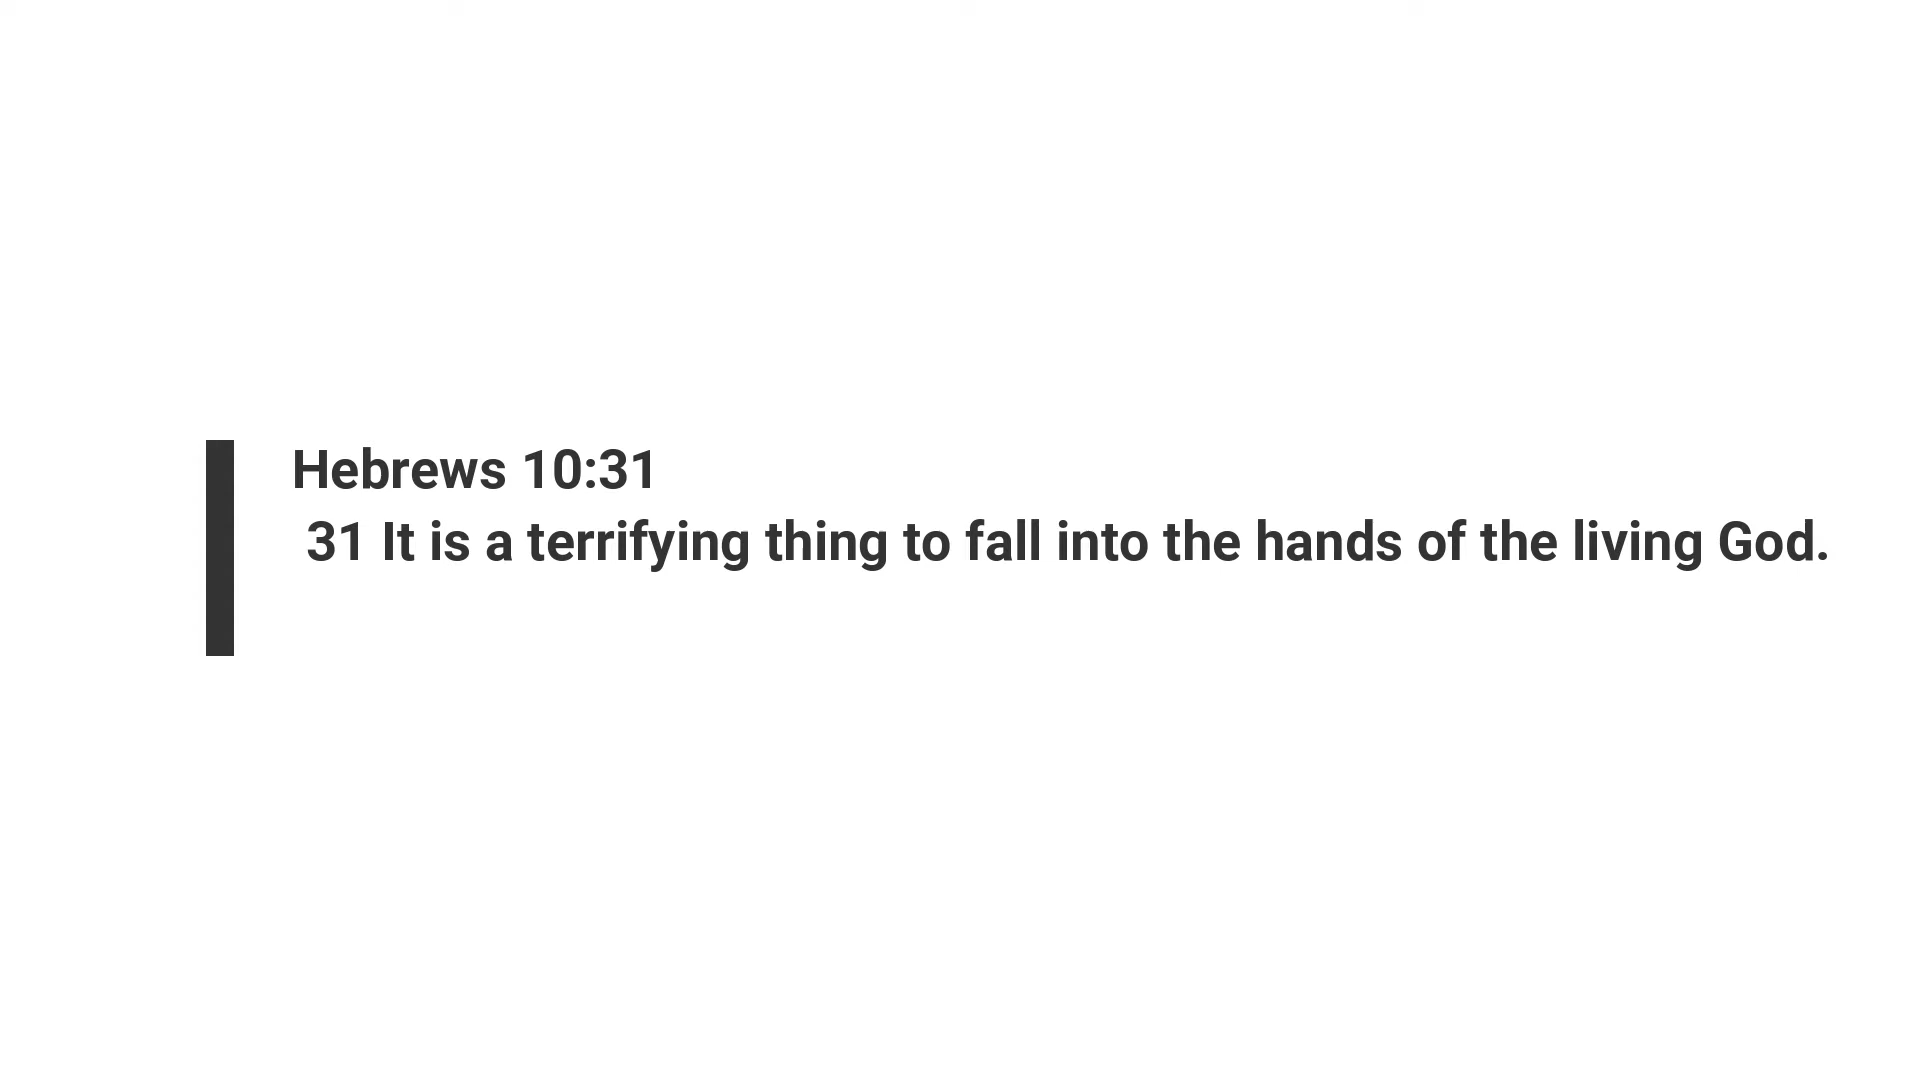 Hebrews 10:31
31 It is a terrifying thing to fall into the hands of the living God.